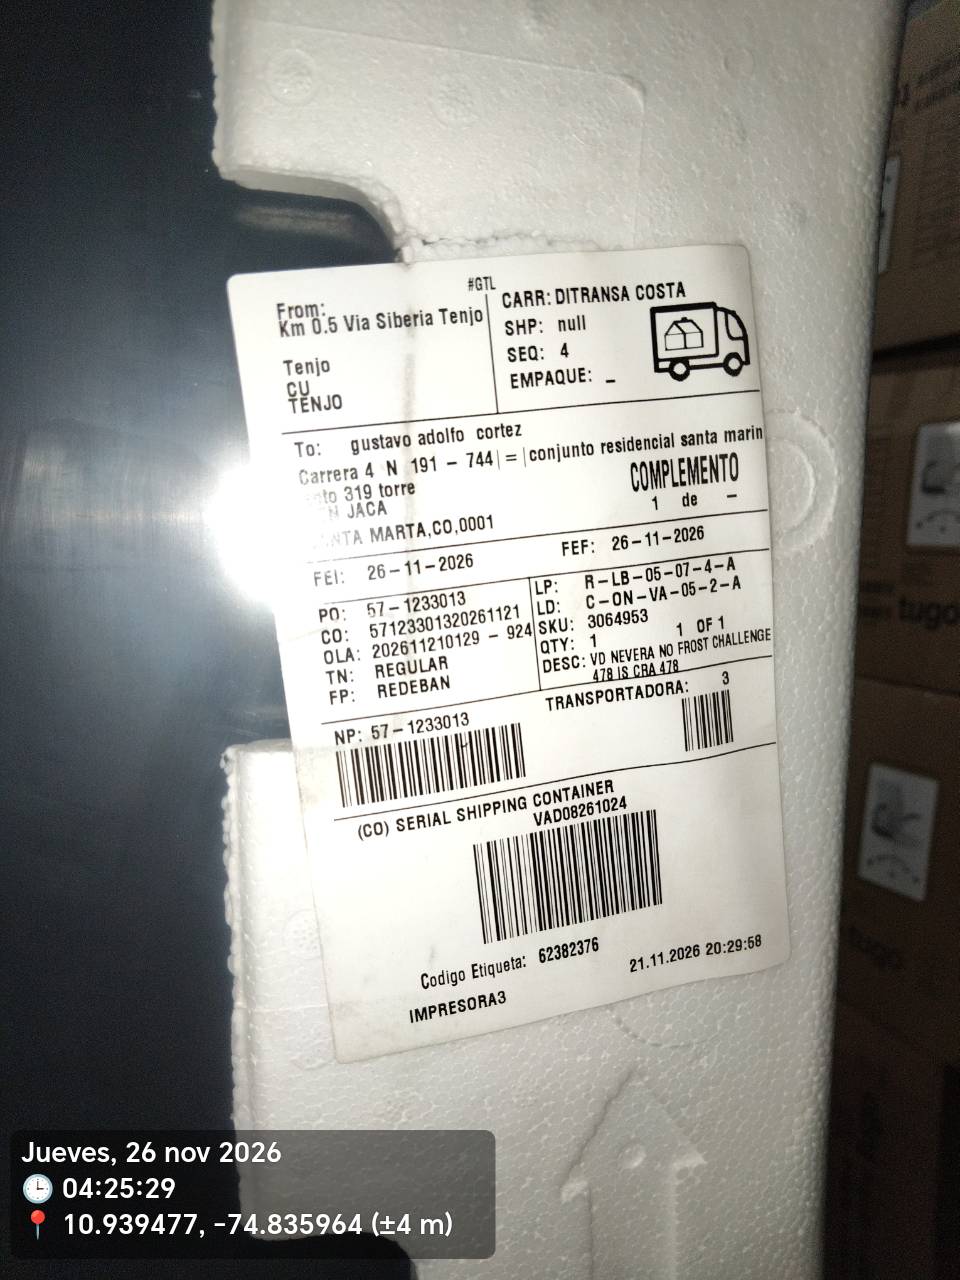 #GTL
From:
Km 0.5 Via Siberia Tenjo
Tenjo
CU
TENJO
CARR: DITRANSA COSTA
SHP: null
SEQ: 4
EMPAQUE: _
To: gustavo adolfo cortez
Carrera 4 N 191 - 744|=|conjunto residencial santa marin
319 torre
JACA
MARTA,CO,0001
COMPLEMENTO
1 de -
FEI: 26-11-2026
FEF: 26-11-2026
PO: 57-1233013
CO: 57123301320261121
OLA: 202611210129 - 924
TN: REGULAR
FP: REDEBAN
LP: R-LB-05-07-4-A
LD: C-ON-VA-05-2-A
SKU: 3064953
QTY: 1 1 OF 1
DESC: VD NEVERA NO FROST CHALLENGE
478 IS CRA 478
NP: 57-1233013
TRANSPORTADORA: 3
(CO) SERIAL SHIPPING CONTAINER
VAD08261024
Codigo Etiqueta: 62382376
21.11.2026 20:29:58
IMPRESORA3
tugo
tugo
Jueves, 26 nov 2026
04:25:29
10.939477, -74.835964 (±4 m)